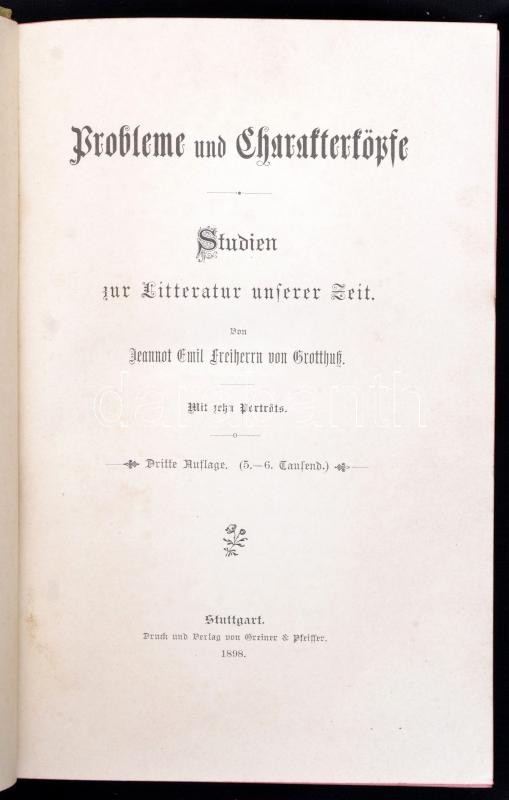 Probleme und Charakterköpfe
Studien
zur Litteratur unserer Zeit.
Von
Jeannot Emil Freiherrn von Grotthuß.
Mit zehn Porträts.
Dritte Auflage. (5.—6. Tausend.)
Stuttgart.
Druck und Verlag von Greiner & Pfeiffer.
1898.